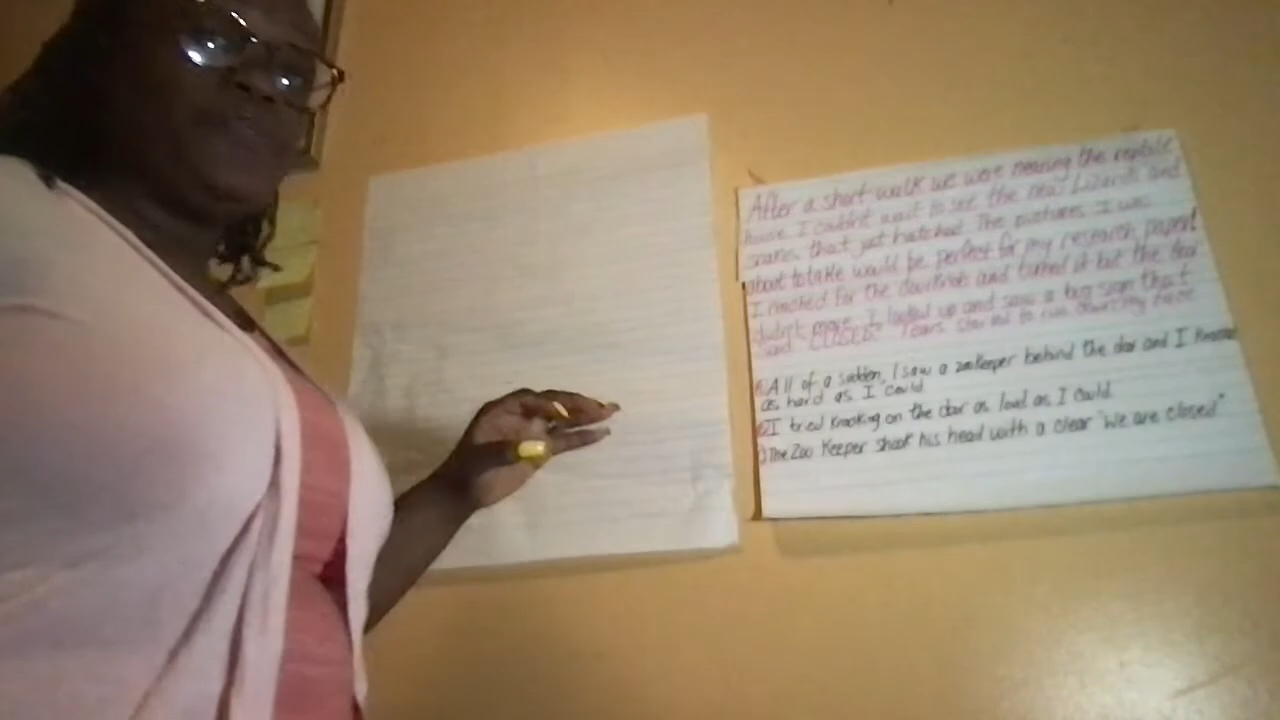 After a short walk we were nearing the reptile
house. I couldn't wait to see the new Lizards and
snakes that just hatched. The pictures I was
about to take would be perfect for my research paper!
I reached for the doorknob and turned it but the door
didn't move. I looked up and saw a big sign that
said "CLOSED." Tears started to run down my face
All of a sudden, I saw a zookeeper behind the door and I knocked
as hard as I could
I tried knocking on the door as loud as I could.
The Zoo Keeper shook his head with a clear "we are closed"